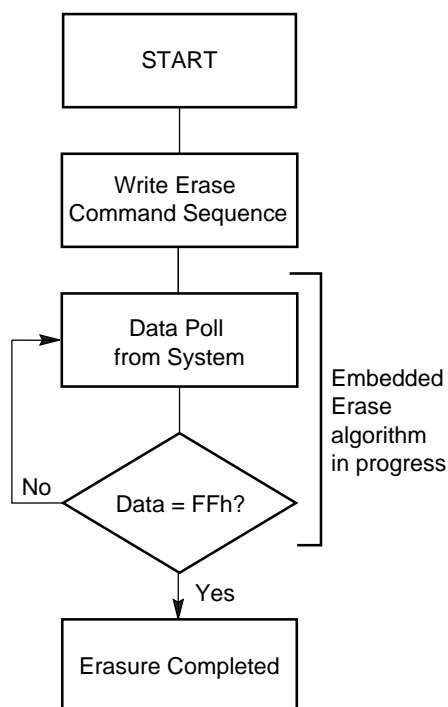 START
Write Erase
Command Sequence
Data Poll
from System
Embedded
Erase
algorithm
in progress
No
Data = FFh?
Yes
Erasure Completed